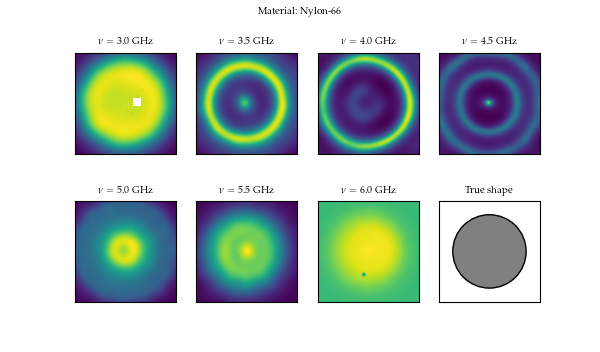 Material: Nylon-66
ν = 3.0 GHz
ν = 3.5 GHz
ν = 4.0 GHz
ν = 4.5 GHz
ν = 5.0 GHz
ν = 5.5 GHz
ν = 6.0 GHz
True shape